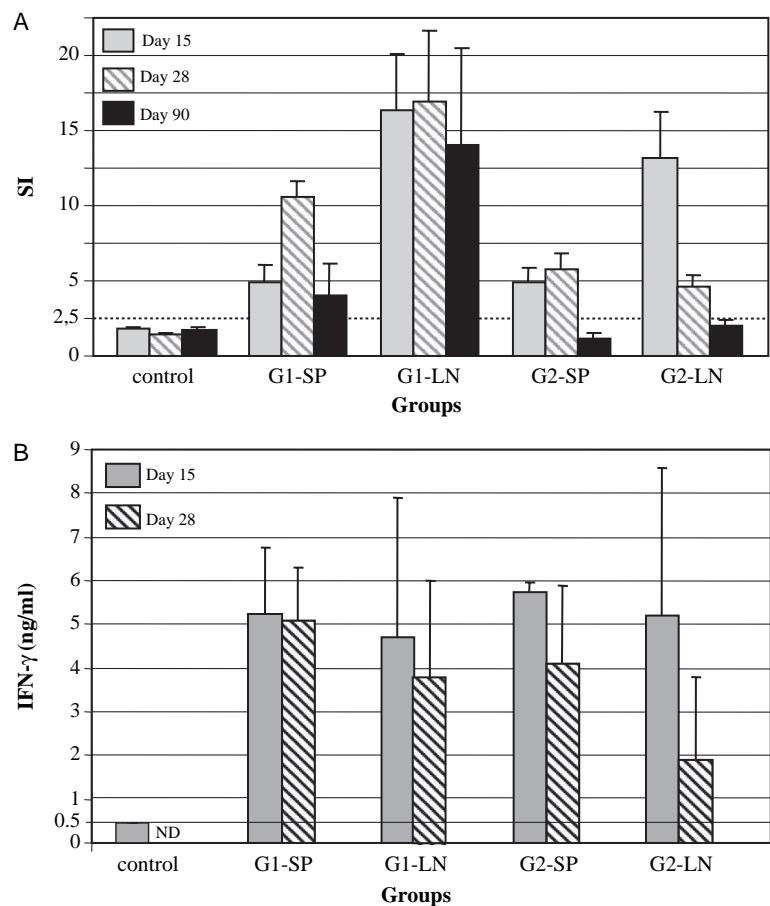 A
Day 15
Day 28
Day 90
SI
20
15
10
5
2,5
0
control G1-SP G1-LN G2-SP G2-LN
Groups
B
Day 15
Day 28
IFN-γ (ng/ml)
9
8
7
6
5
4
3
2
1
0.5
0
ND
control G1-SP G1-LN G2-SP G2-LN
Groups